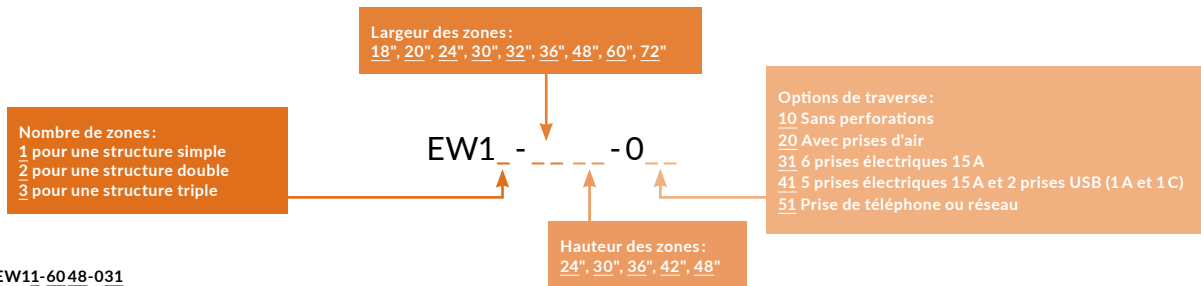 Largeur des zones :
18", 20", 24", 30", 32", 36", 48", 60", 72"
Nombre de zones :
1 pour une structure simple
2 pour une structure double
3 pour une structure triple
EW1_ - _ _ _ _ - 0_ _
Options de traverse :
10 Sans perforations
20 Avec prises d'air
31 6 prises électriques 15 A
41 5 prises électriques 15 A et 2 prises USB (1 A et 1 C)
51 Prise de téléphone ou réseau
Hauteur des zones :
24", 30", 36", 42", 48"
EW11-6048-031